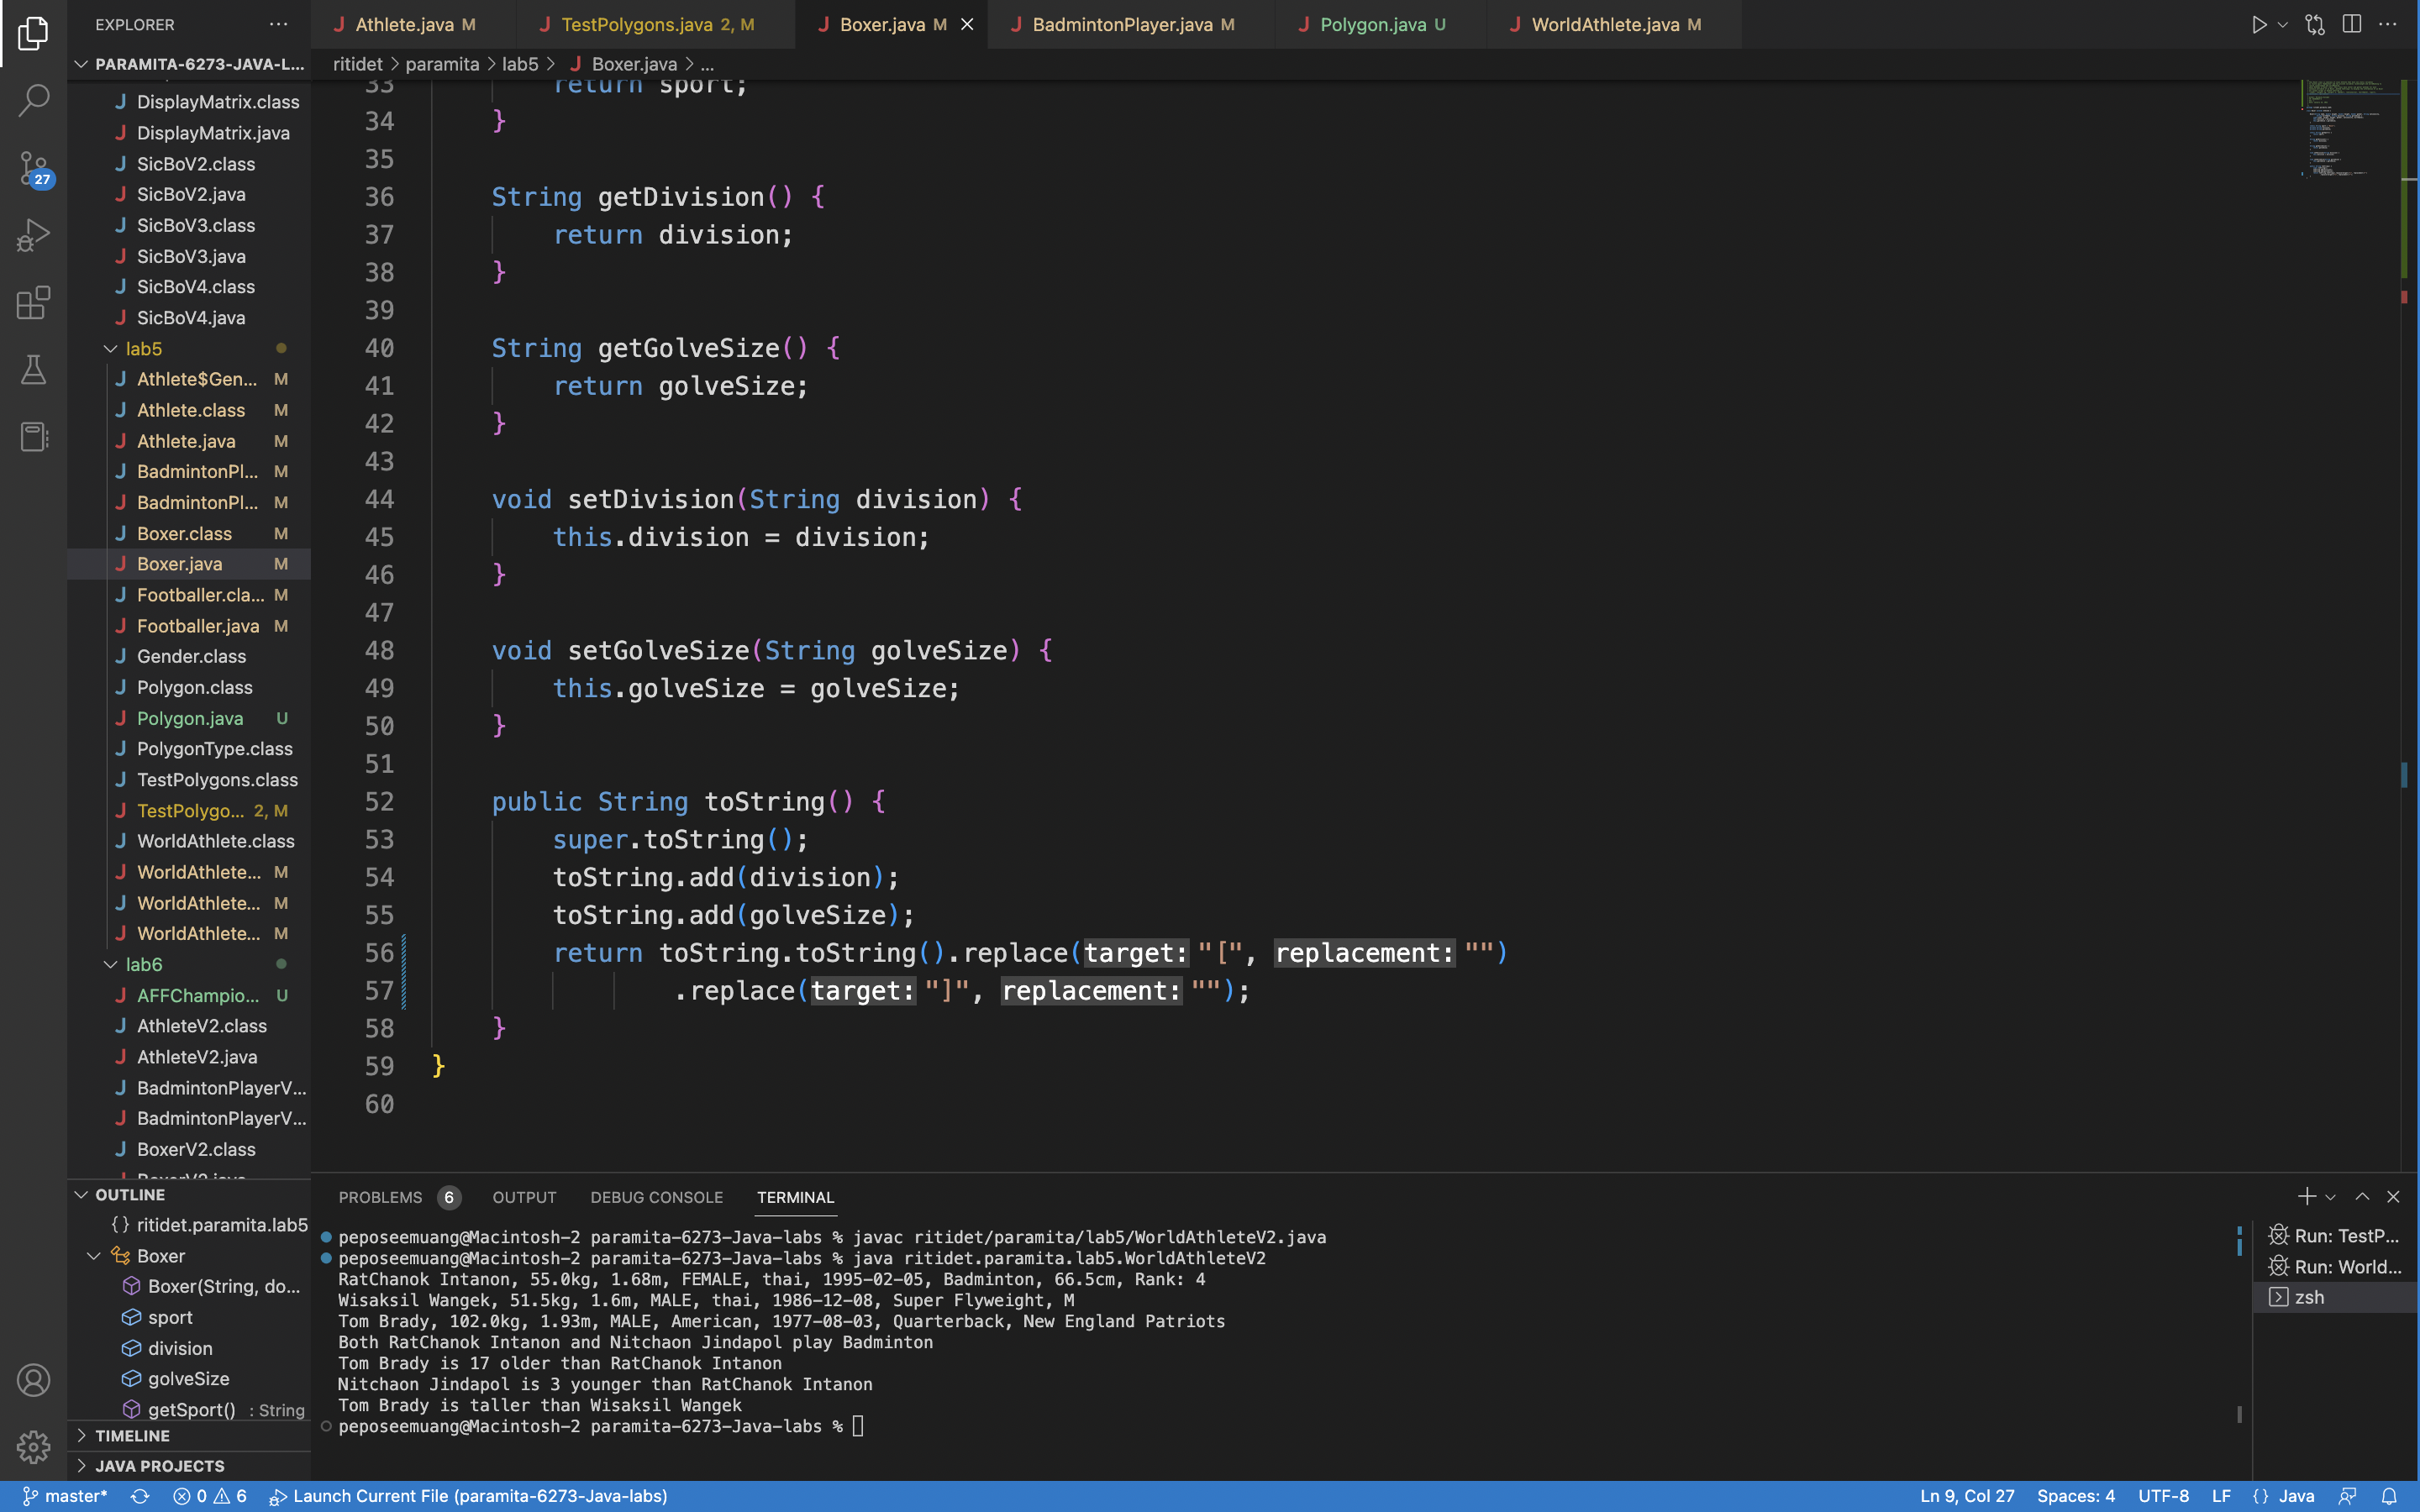 EXPLORER
PARAMITA-6273-JAVA-L...
DisplayMatrix.class
DisplayMatrix.java
SicBoV2.class
SicBoV2.java
SicBoV3.class
SicBoV3.java
SicBoV4.class
SicBoV4.java
lab5
Athlete$Gen... M
Athlete.class M
Athlete.java M
BadmintonPl... M
BadmintonPl... M
Boxer.class M
Boxer.java M
Footballer.cla... M
Footballer.java M
Gender.class
Polygon.class
Polygon.java U
PolygonType.class
TestPolygons.class
TestPolygo... 2, M
WorldAthlete.class
WorldAthlete... M
WorldAthlete... M
WorldAthlete... M
lab6
AFFChampio... U
AthleteV2.class
AthleteV2.java
BadmintonPlayerV...
BadmintonPlayerV...
BoxerV2.class
BoxerV2.java
27
OUTLINE
{} ritidet.paramita.lab5
Boxer
Boxer(String, do...
sport
division
golveSize
getSport() : String
TIMELINE
JAVA PROJECTS
Athlete.java M
TestPolygons.java 2, M
Boxer.java M
BadmintonPlayer.java M
Polygon.java U
WorldAthlete.java M
ritidet > paramita > lab5 > Boxer.java > ...
33 return sport;
34 }
35
36 String getDivision() {
37 return division;
38 }
39
40 String getGolveSize() {
41 return golveSize;
42 }
43
44 void setDivision(String division) {
45 this.division = division;
46 }
47
48 void setGolveSize(String golveSize) {
49 this.golveSize = golveSize;
50 }
51
52 public String toString() {
53 super.toString();
54 toString.add(division);
55 toString.add(golveSize);
56 return toString.toString().replace(target: "[", replacement: "")
57 .replace(target: "]", replacement: "");
58 }
59 }
60
PROBLEMS 6 OUTPUT DEBUG CONSOLE TERMINAL
peposeemuang@Macintosh-2 paramita-6273-Java-labs % javac ritidet/paramita/lab5/WorldAthleteV2.java
peposeemuang@Macintosh-2 paramita-6273-Java-labs % java ritidet.paramita.lab5.WorldAthleteV2
RatChanok Intanon, 55.0kg, 1.68m, FEMALE, thai, 1995-02-05, Badminton, 66.5cm, Rank: 4
Wisaksil Wangek, 51.5kg, 1.6m, MALE, thai, 1986-12-08, Super Flyweight, M
Tom Brady, 102.0kg, 1.93m, MALE, American, 1977-08-03, Quarterback, New England Patriots
Both RatChanok Intanon and Nitchaon Jindapol play Badminton
Tom Brady is 17 older than RatChanok Intanon
Nitchaon Jindapol is 3 younger than RatChanok Intanon
Tom Brady is taller than Wisaksil Wangek
peposeemuang@Macintosh-2 paramita-6273-Java-labs %
Run: TestP...
Run: World...
zsh
master* 0 6 Launch Current File (paramita-6273-Java-labs)
Ln 9, Col 27 Spaces: 4 UTF-8 LF {} Java